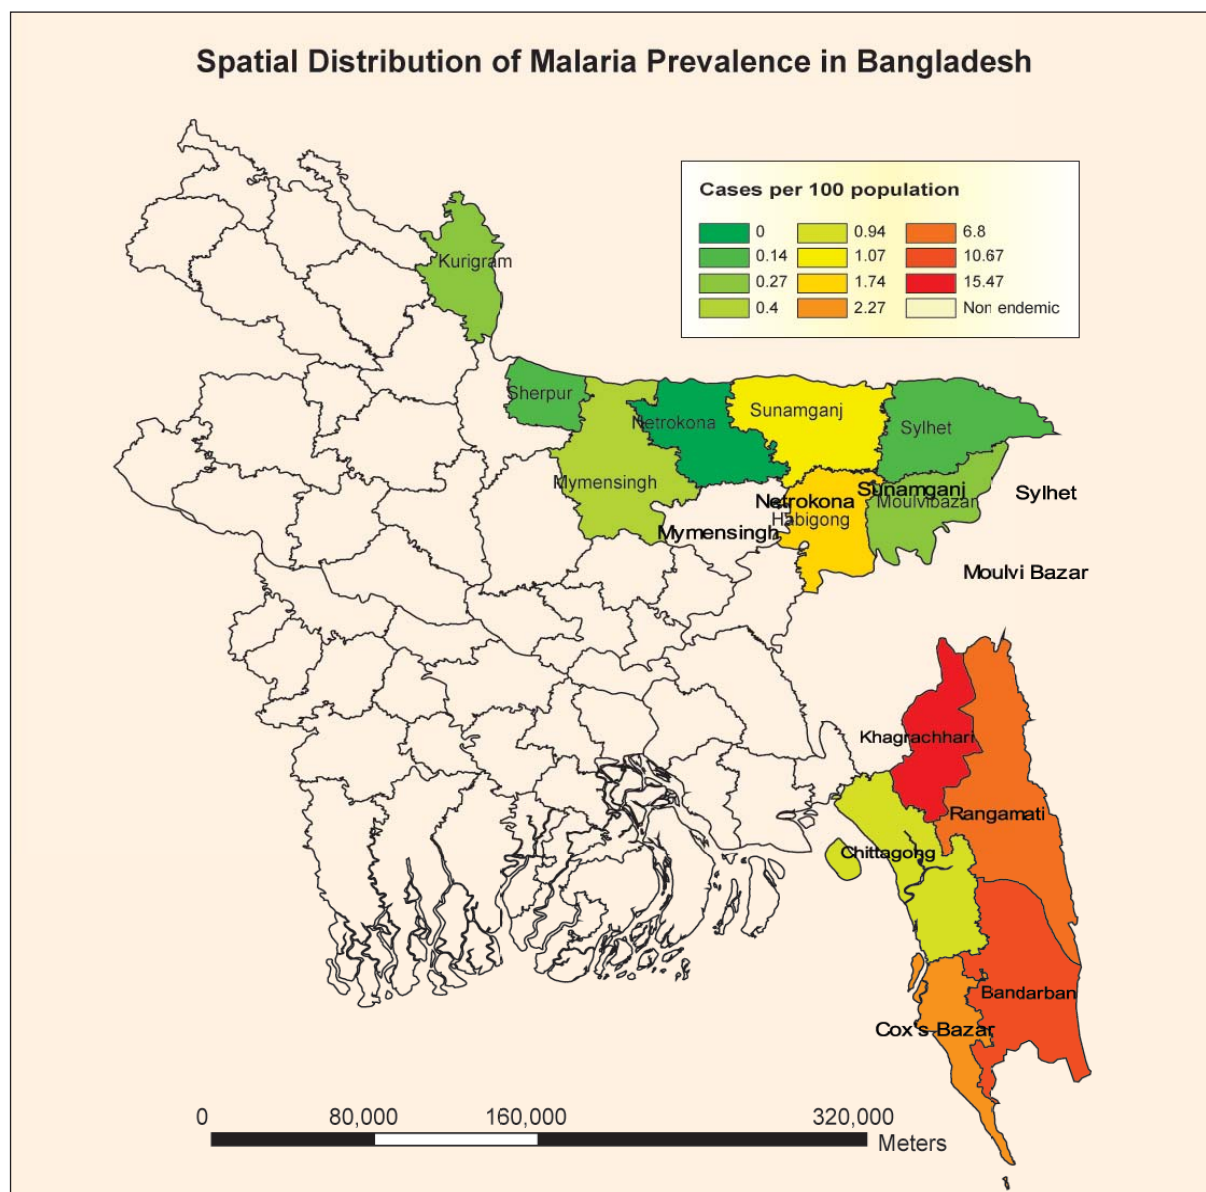 Spatial Distribution of Malaria Prevalence in Bangladesh
Cases per 100 population
0 0.94 6.8
0.14 1.07 10.67
0.27 1.74 15.47
0.4 2.27 Non endemic
Kurigram
Sherpur
Netrokona
Sunamganj
Sylhet
Mymensingh
Netrokona
Sunamganj
Moulvibazar
Sylhet
Habigong
Mymensingh
Moulvi Bazar
Khagrachhari
Rangamati
Chittagong
Bandarban
Cox's Bazar
0 80,000 160,000 320,000
Meters